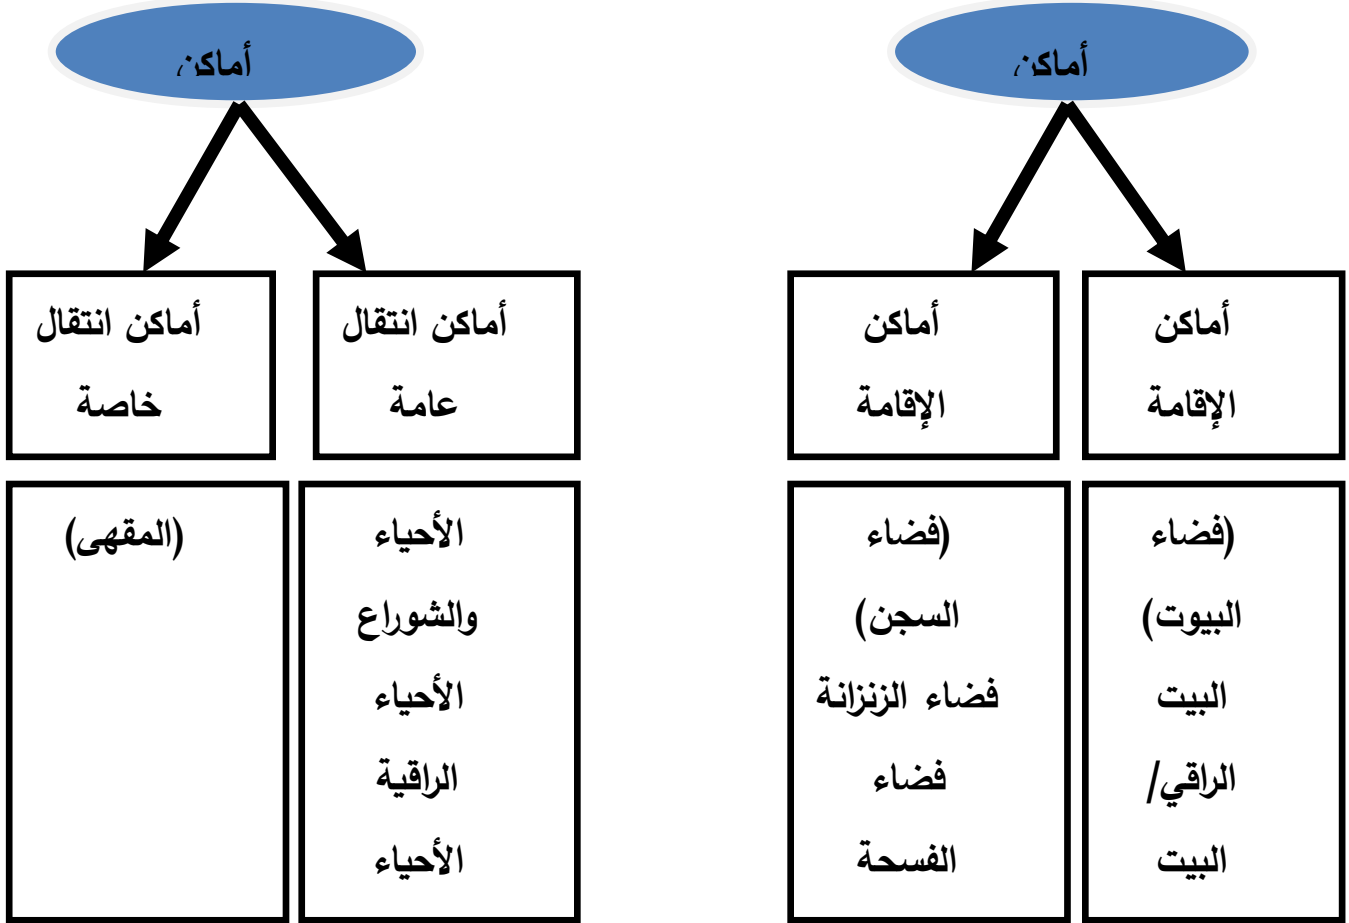 أماكن
أماكن
أماكن
الإقامة
أماكن
الإقامة
أماكن انتقال
عامة
أماكن انتقال
خاصة
(فضاء
البيوت)
البيت
الراقي/
البيت
(فضاء
السجن)
فضاء الزنزانة
فضاء
الفسحة
الأحياء
والشوراع
الأحياء
الراقية
الأحياء
(المقهى)